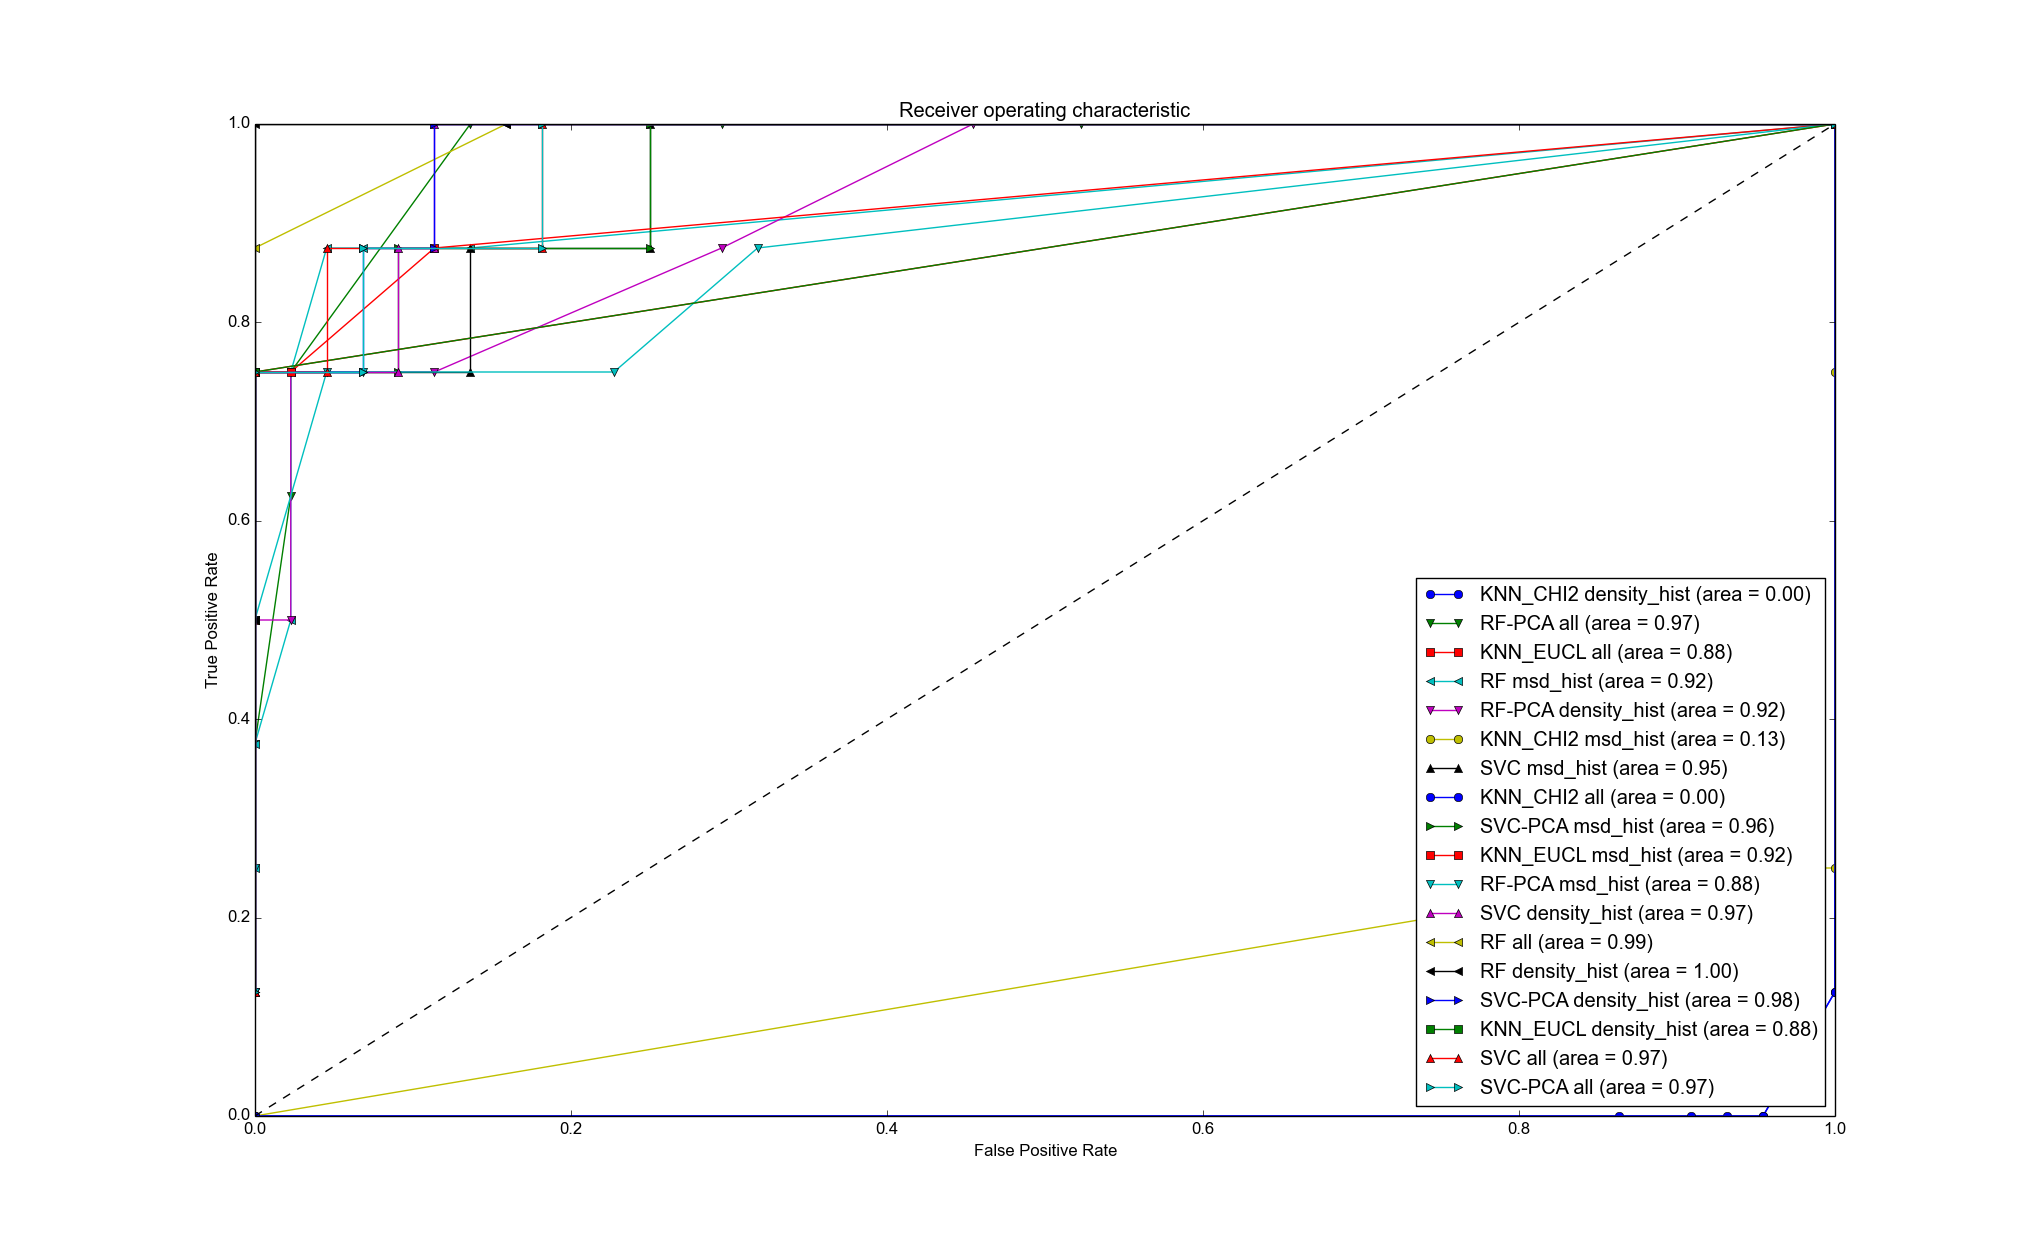 Receiver operating characteristic
1.0
0.8
0.6
0.4
0.2
0.0
True Positive Rate
KNN_CHI2 density_hist (area = 0.00)
RF-PCA all (area = 0.97)
KNN_EUCL all (area = 0.88)
RF msd_hist (area = 0.92)
RF-PCA density_hist (area = 0.92)
KNN_CHI2 msd_hist (area = 0.13)
SVC msd_hist (area = 0.95)
KNN_CHI2 all (area = 0.00)
SVC-PCA msd_hist (area = 0.96)
KNN_EUCL msd_hist (area = 0.92)
RF-PCA msd_hist (area = 0.88)
SVC density_hist (area = 0.97)
RF all (area = 0.99)
RF density_hist (area = 1.00)
SVC-PCA density_hist (area = 0.98)
KNN_EUCL density_hist (area = 0.88)
SVC all (area = 0.97)
SVC-PCA all (area = 0.97)
0.0 0.2 0.4 0.6 0.8 1.0
False Positive Rate